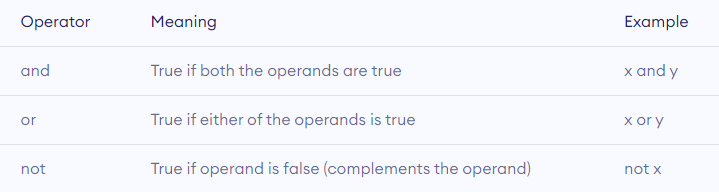 Operator Meaning Example
and True if both the operands are true x and y
or True if either of the operands is true x or y
not True if operand is false (complements the operand) not x